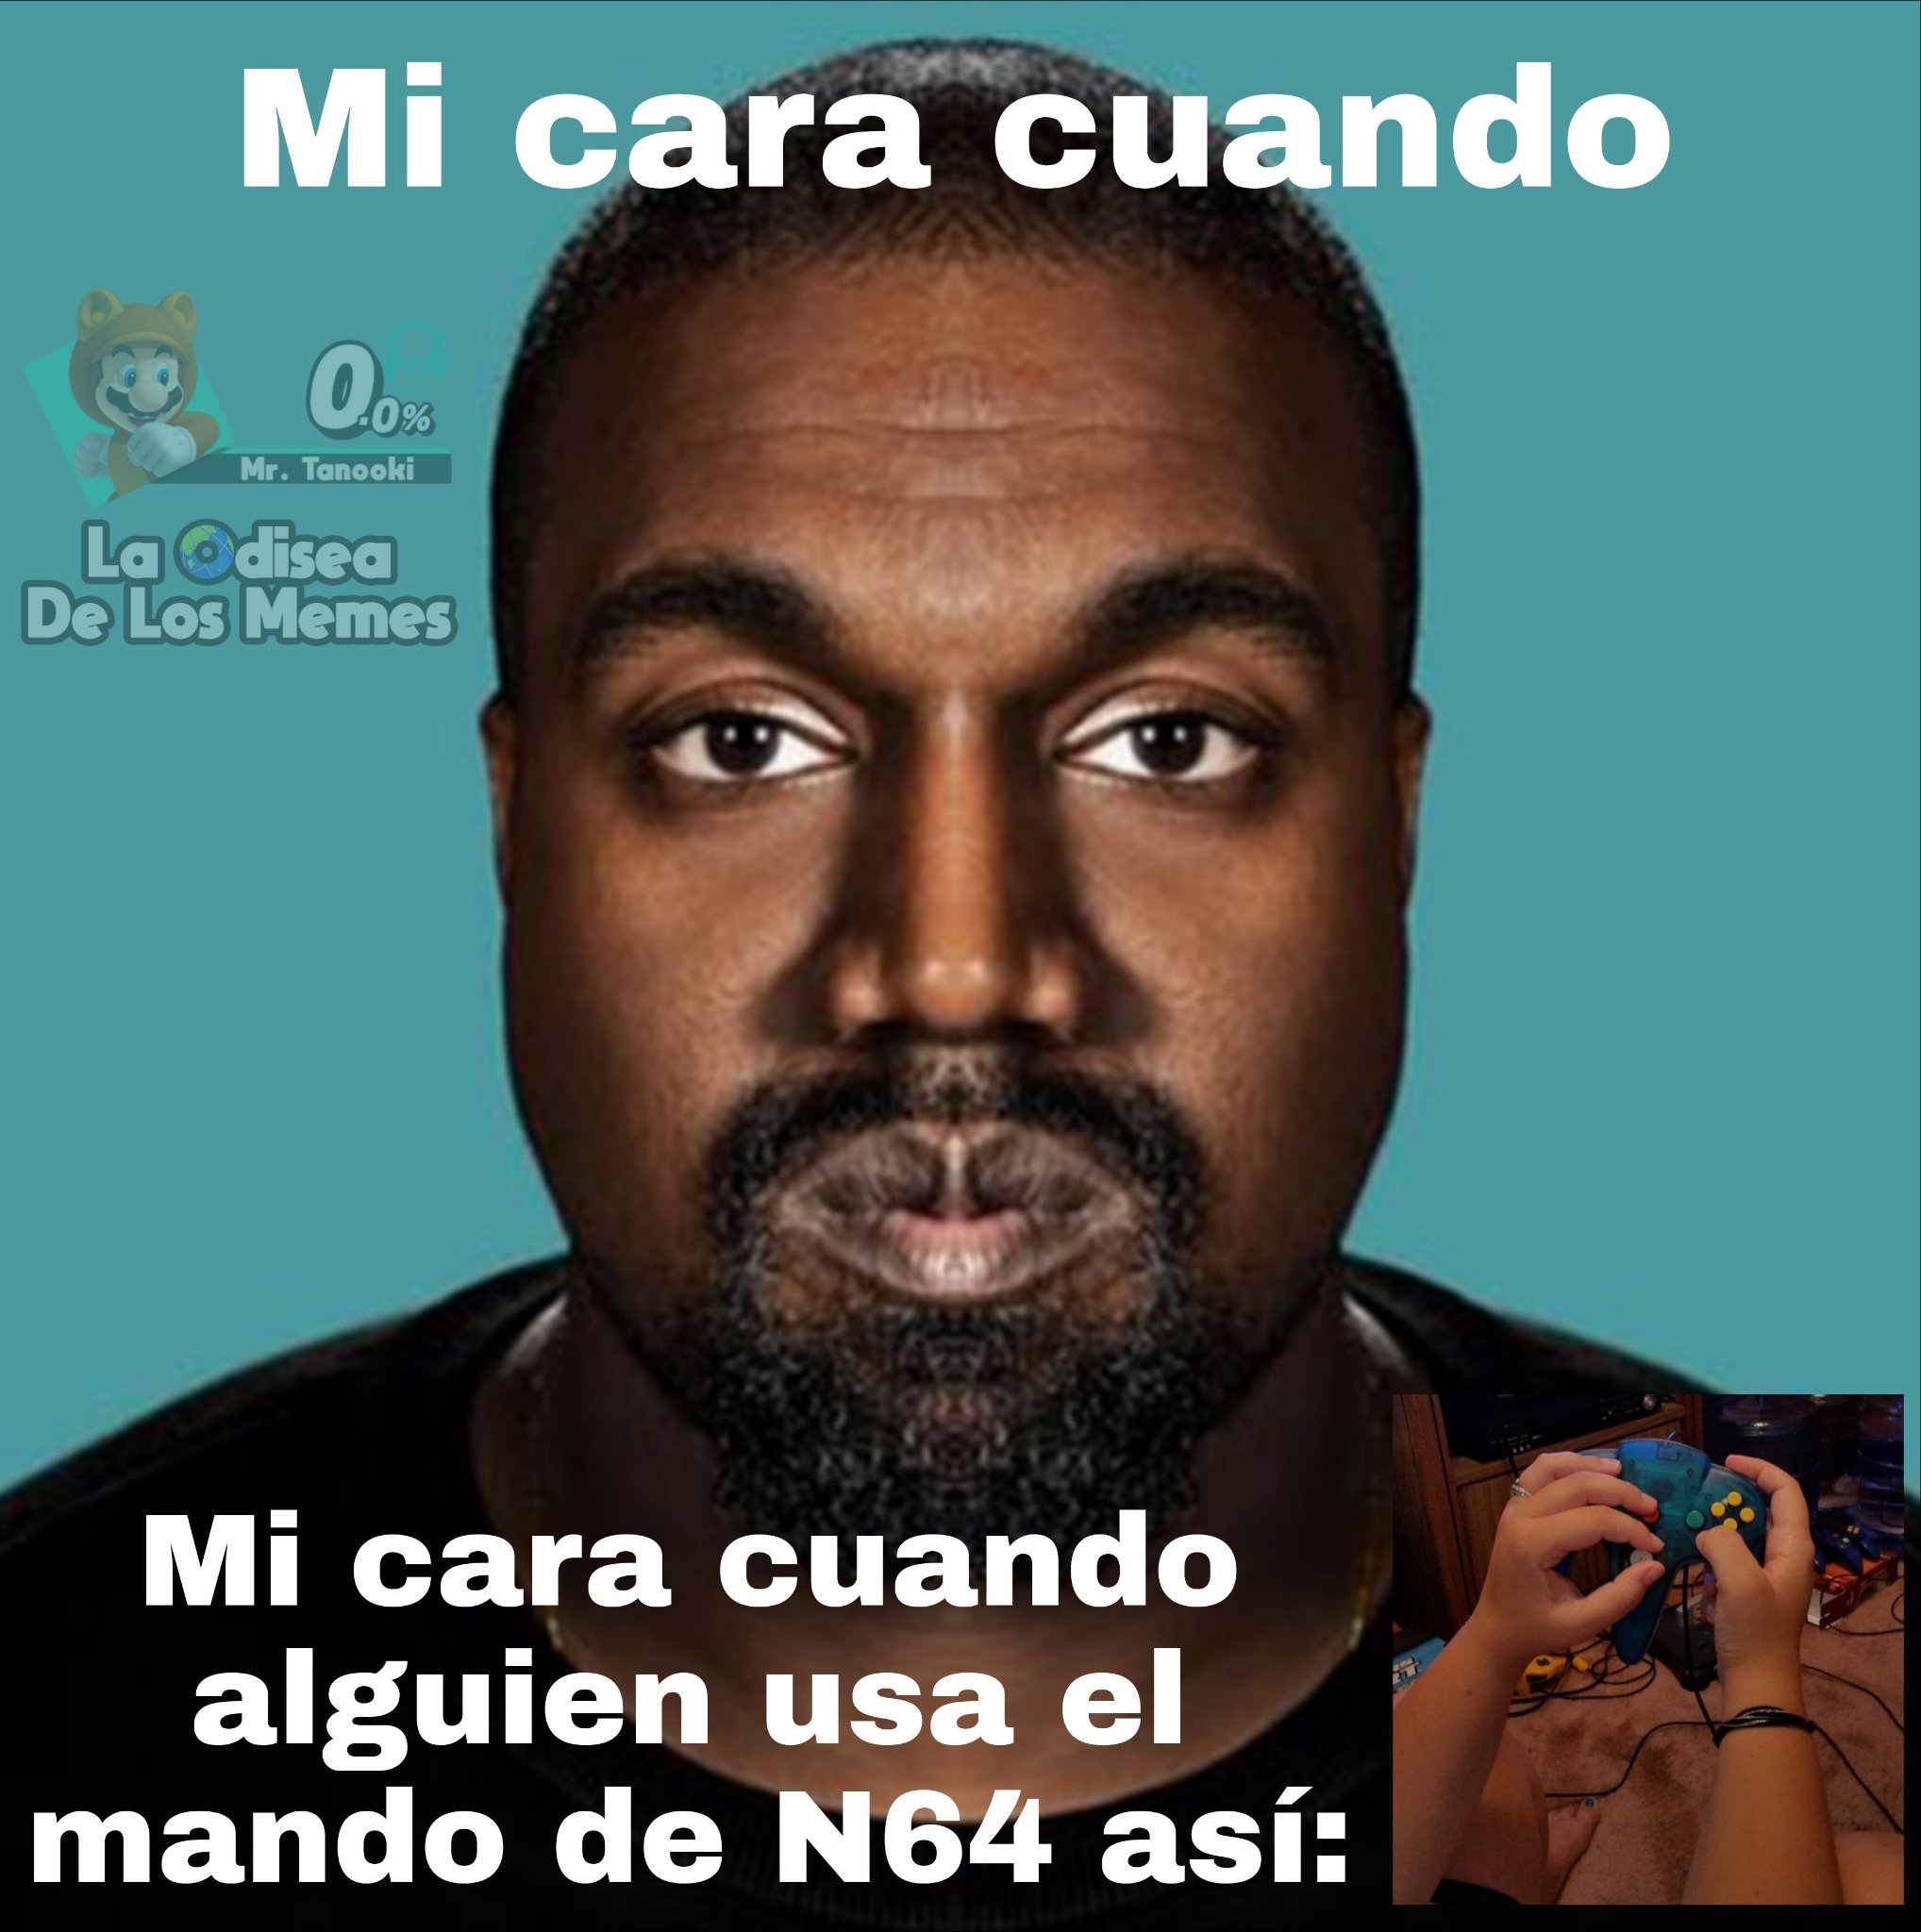 Mi cara cuando
0.0%
Mr. Tanooki
La Odisea
De Los Memes
Mi cara cuando
alguien usa el
mando de N64 así: